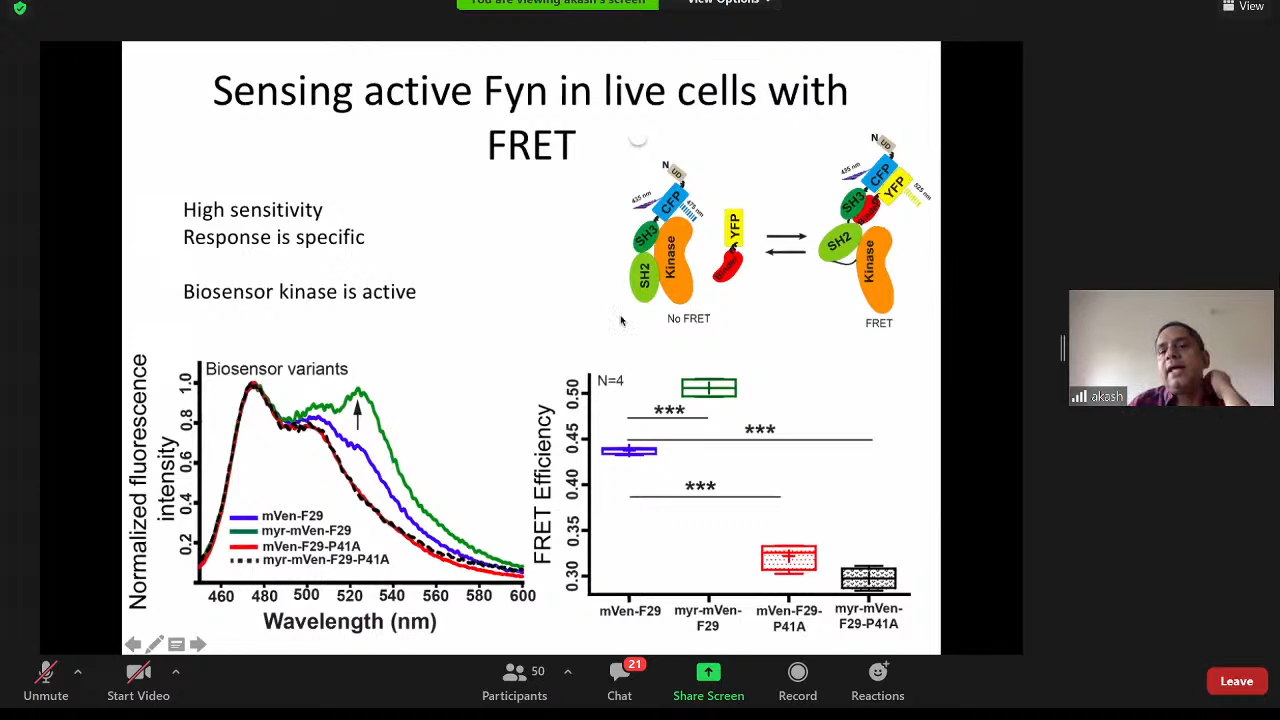 You are viewing akash's screen
View Options
View
Sensing active Fyn in live cells with
FRET
High sensitivity
Response is specific
Biosensor kinase is active
N
UD
435 nm
CFP
475 nm
SH3
SH2
Kinase
YFP
No FRET
N
UD
435 nm
CFP
YFP
525 nm
SH3
SH2
Kinase
FRET
Biosensor variants
Normalized fluorescence
intensity
1.0
0.8
0.6
0.4
0.2
mVen-F29
myr-mVen-F29
mVen-F29-P41A
myr-mVen-F29-P41A
460
480
500
520
540
560
580
600
Wavelength (nm)
FRET Efficiency
0.50
0.45
0.40
0.35
0.30
N=4
***
***
***
mVen-F29
myr-mVen-
F29
mVen-F29-
P41A
myr-mVen-
F29-P41A
akash
Unmute
Start Video
50
Participants
21
Chat
Share Screen
Record
Reactions
Leave